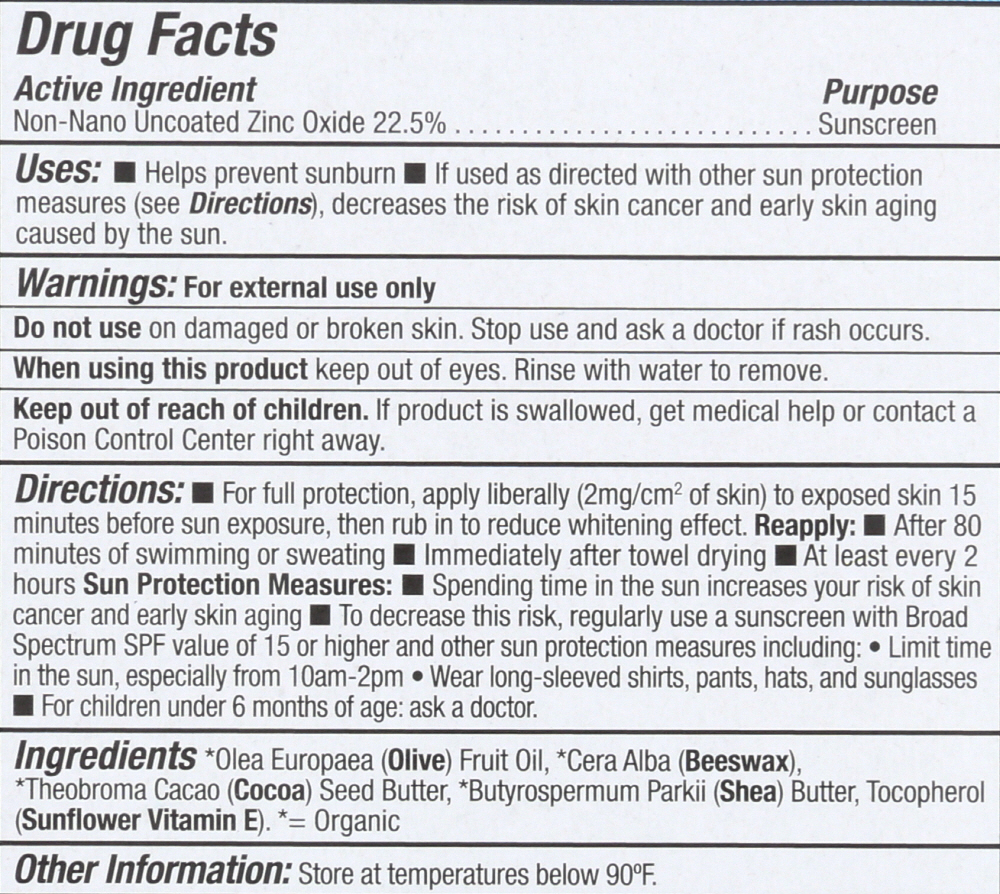 Drug Facts
Active Ingredient Purpose
Non-Nano Uncoated Zinc Oxide 22.5% . . . . . . . . . . . . . . . . . . . . . . . . . . . Sunscreen
Uses: ■ Helps prevent sunburn ■ If used as directed with other sun protection
measures (see Directions), decreases the risk of skin cancer and early skin aging
caused by the sun.
Warnings: For external use only
Do not use on damaged or broken skin. Stop use and ask a doctor if rash occurs.
When using this product keep out of eyes. Rinse with water to remove.
Keep out of reach of children. If product is swallowed, get medical help or contact a
Poison Control Center right away.
Directions: ■ For full protection, apply liberally (2mg/cm² of skin) to exposed skin 15
minutes before sun exposure, then rub in to reduce whitening effect. Reapply: ■ After 80
minutes of swimming or sweating ■ Immediately after towel drying ■ At least every 2
hours Sun Protection Measures: ■ Spending time in the sun increases your risk of skin
cancer and early skin aging ■ To decrease this risk, regularly use a sunscreen with Broad
Spectrum SPF value of 15 or higher and other sun protection measures including: • Limit time
in the sun, especially from 10am-2pm • Wear long-sleeved shirts, pants, hats, and sunglasses
■ For children under 6 months of age: ask a doctor.
Ingredients *Olea Europaea (Olive) Fruit Oil, *Cera Alba (Beeswax),
*Theobroma Cacao (Cocoa) Seed Butter, *Butyrospermum Parkii (Shea) Butter, Tocopherol
(Sunflower Vitamin E). *= Organic
Other Information: Store at temperatures below 90ºF.